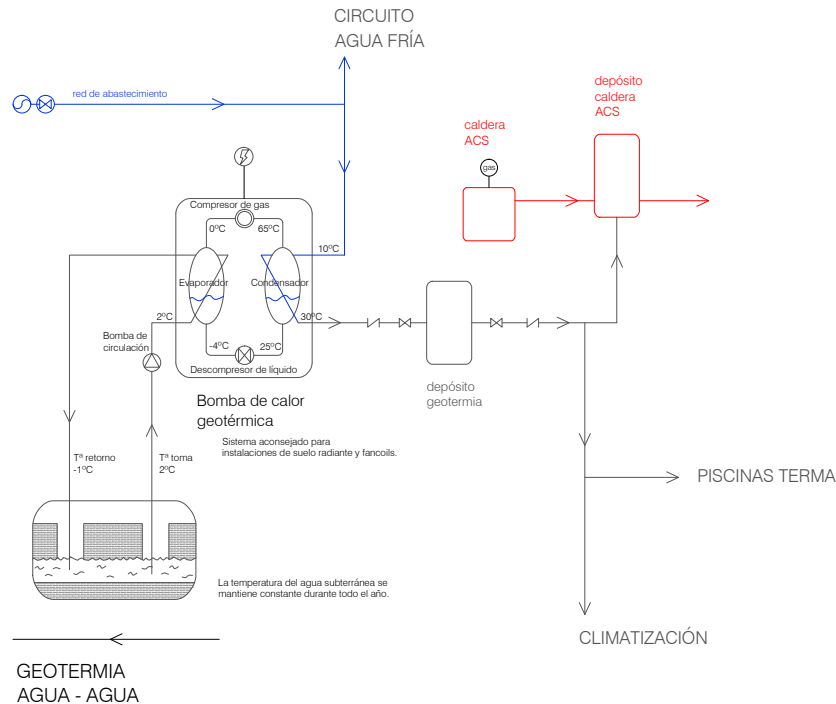 CIRCUITO
AGUA FRÍA
red de abastecimiento
depósito
caldera
ACS
caldera
ACS
gas
Compresor de gas
0ºC
65ºC
10ºC
Evaporador
Condensador
2ºC
30ºC
-4ºC
25ºC
Bomba de
circulación
Descompresor de líquido
depósito
geotermia
Bomba de calor
geotérmica
Sistema aconsejado para
instalaciones de suelo radiante y fancoils.
Tª retorno
-1ºC
Tª toma
2ºC
PISCINAS TERMA
La temperatura del agua subterránea se
mantiene constante durante todo el año.
CLIMATIZACIÓN
GEOTERMIA
AGUA - AGUA